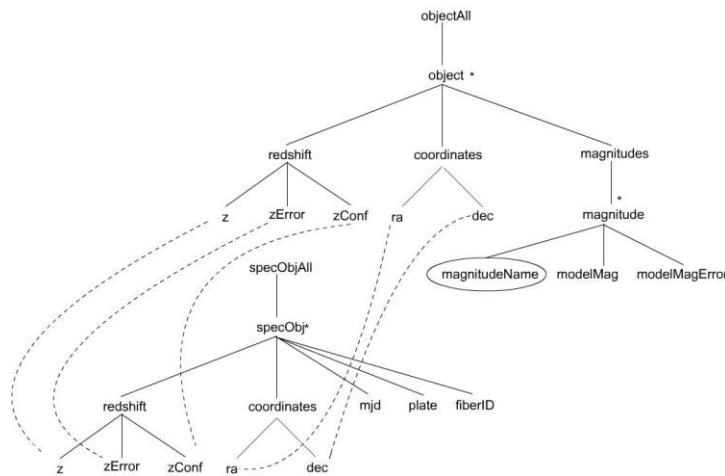 objectAll
object *
redshift coordinates magnitudes
z zError zConf ra dec * magnitude
specObjAll magnitudeName modelMag modelMagError
specObj*
redshift coordinates mjd plate fiberID
z zError zConf ra dec